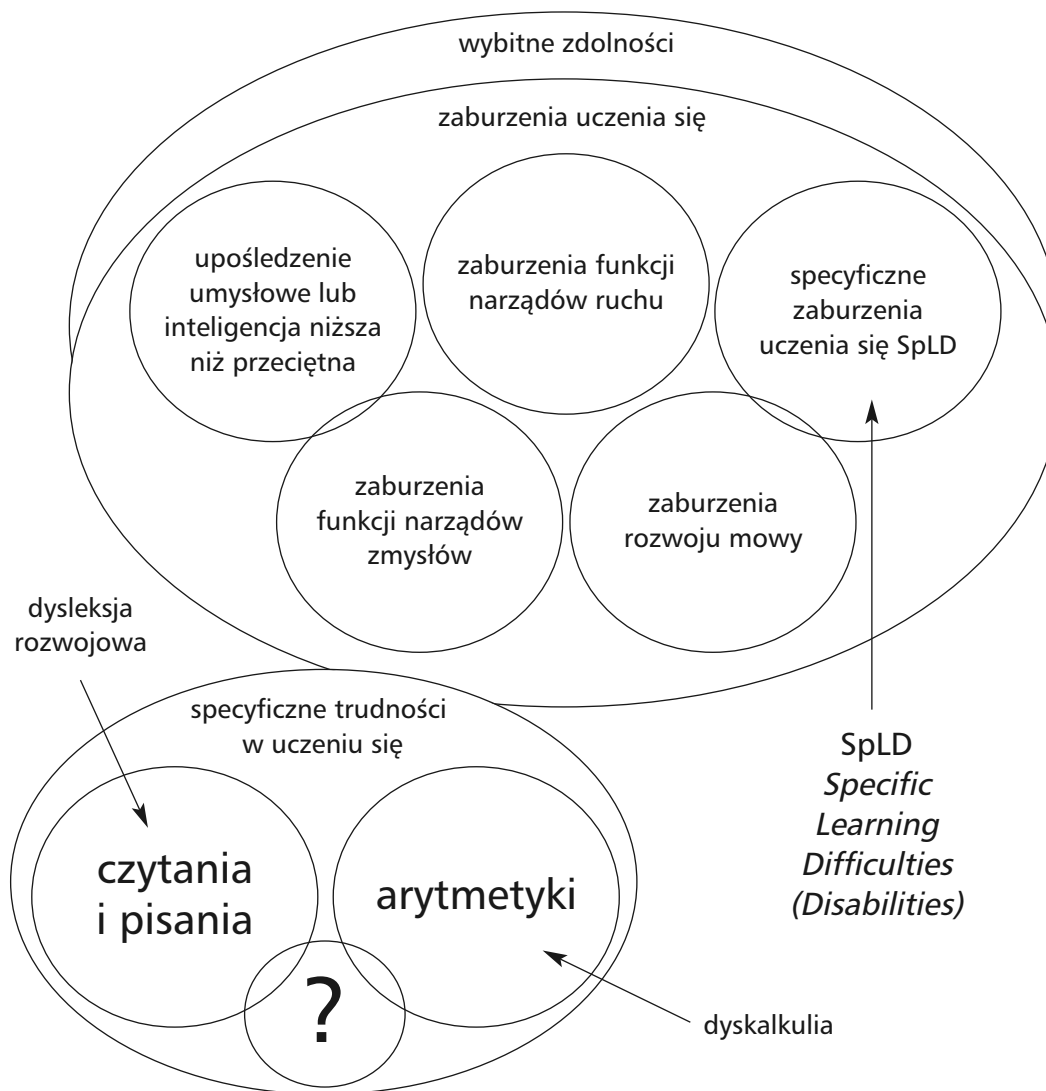 wybitne zdolności
zaburzenia uczenia się
upośledzenie
umysłowe lub
inteligencja niższa
niż przeciętna
zaburzenia funkcji
narządów ruchu
specyficzne
zaburzenia
uczenia się SpLD
zaburzenia
funkcji narządów
zmysłów
zaburzenia
rozwoju mowy
dysleksja
rozwojowa
specyficzne trudności
w uczeniu się
czytania
i pisania
arytmetyki
?
SpLD
Specific
Learning
Difficulties
(Disabilities)
dyskalkulia